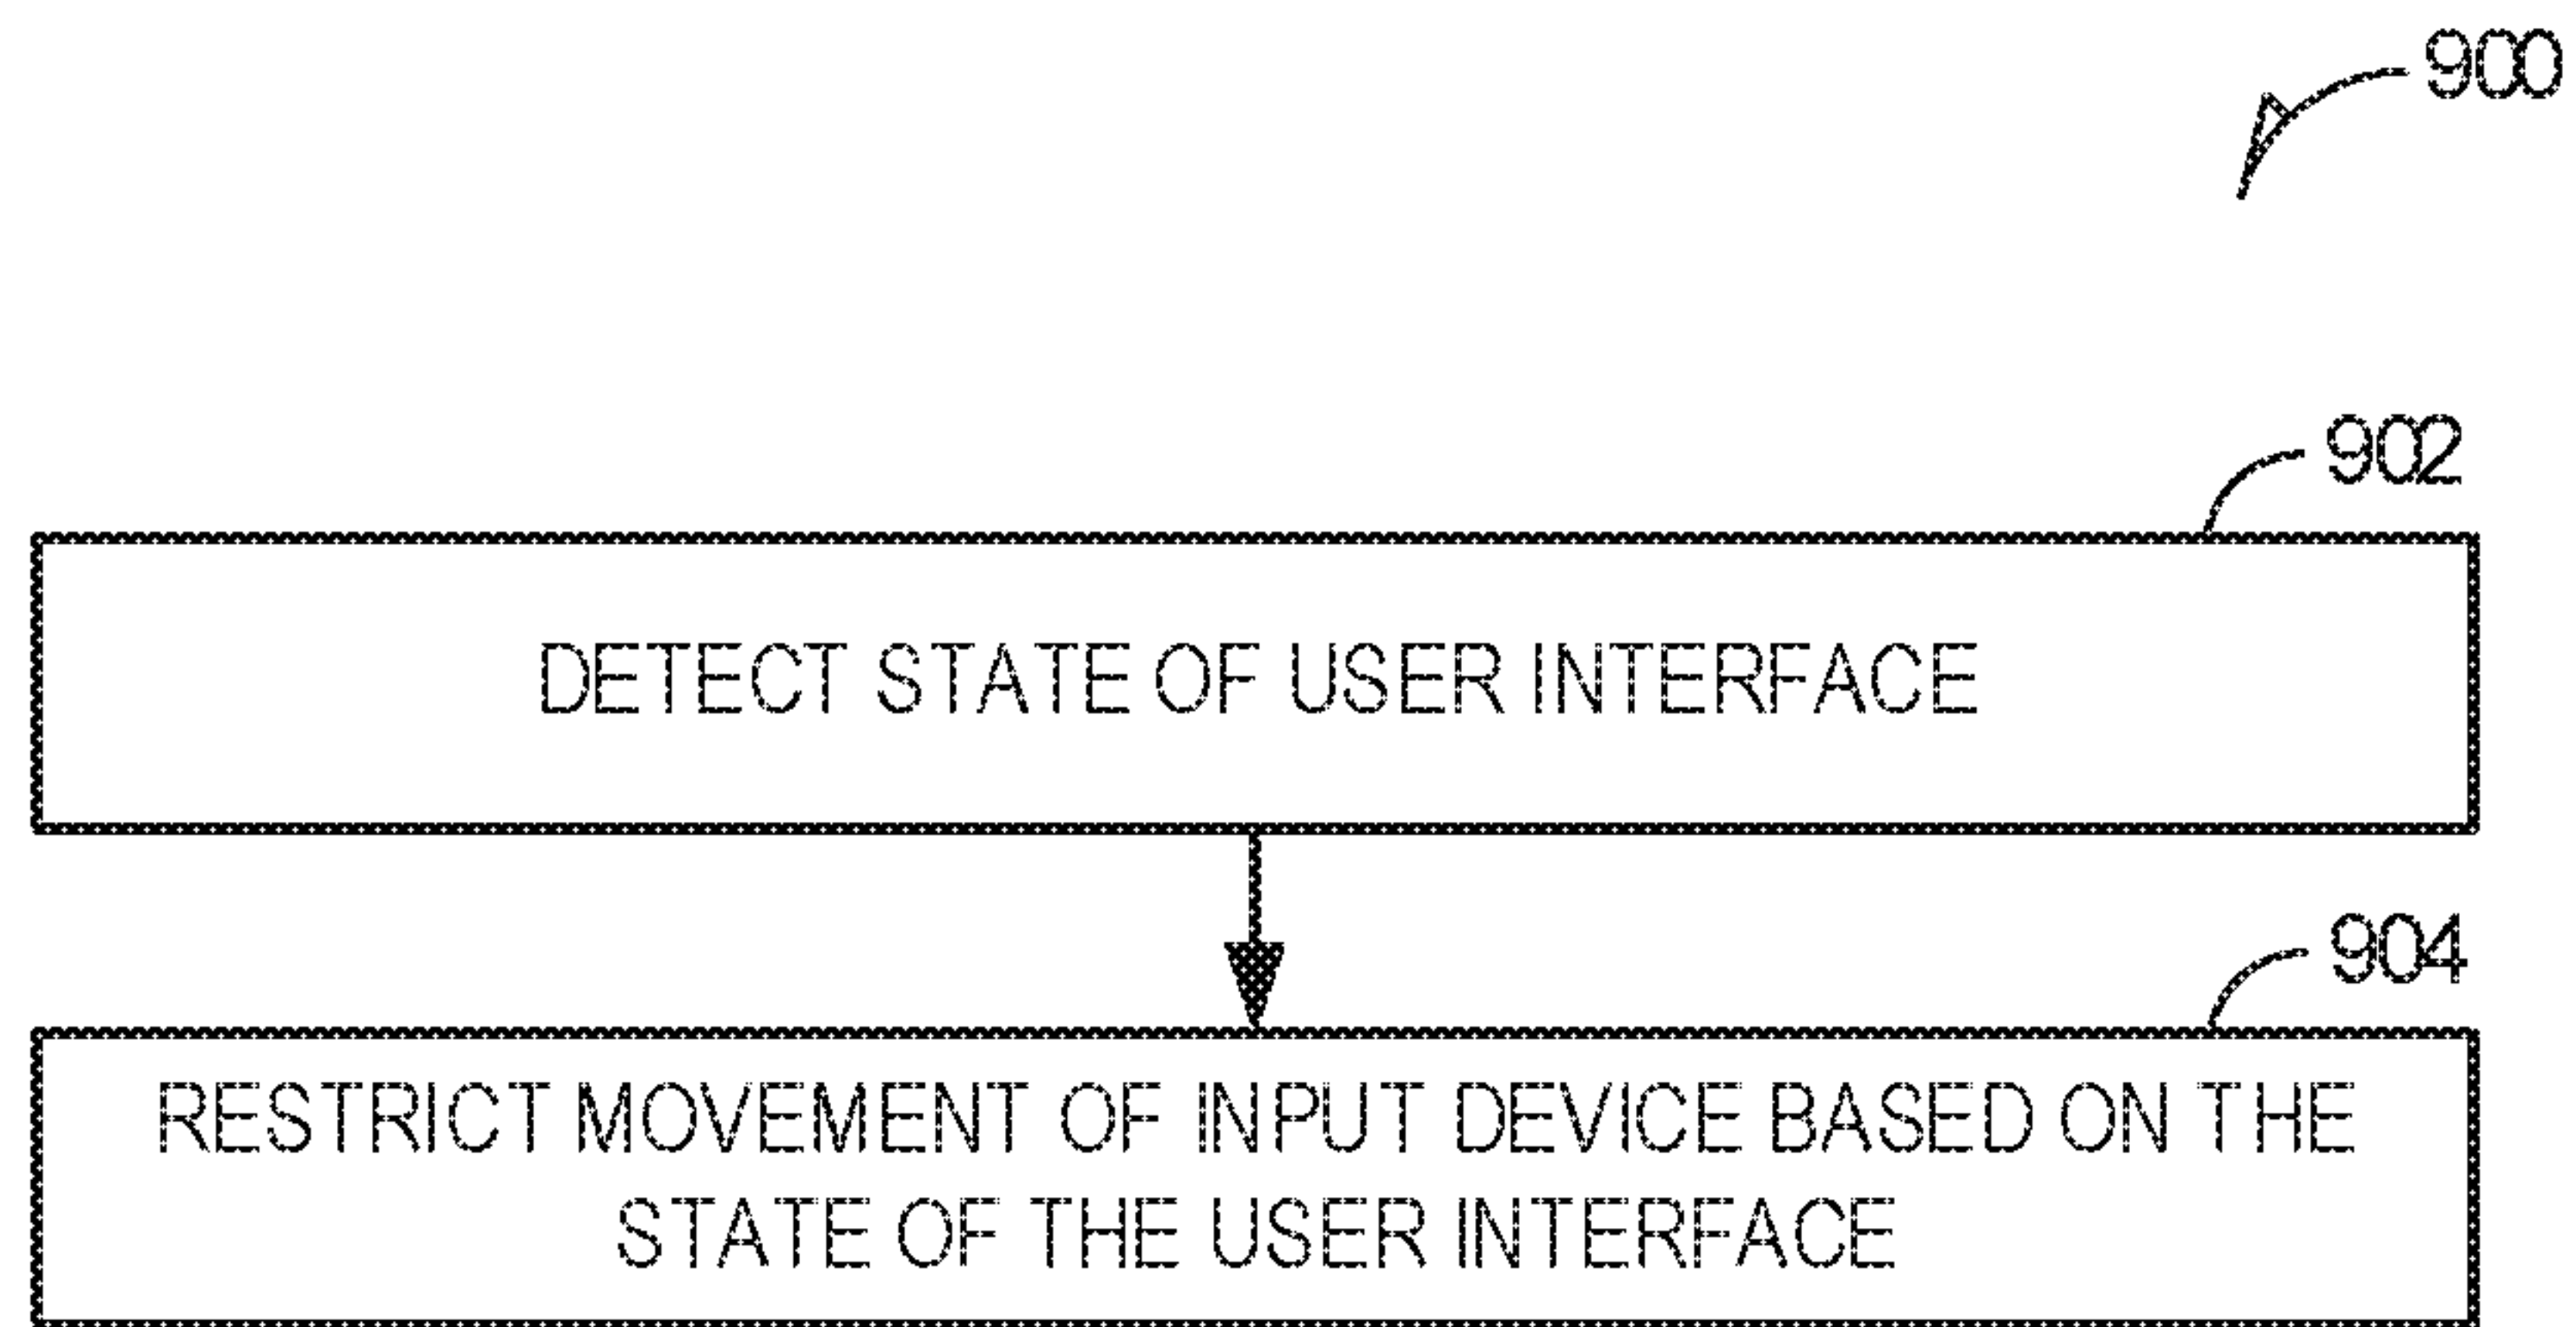 900
902
DETECT STATE OF USER INTERFACE
904
RESTRICT MOVEMENT OF INPUT DEVICE BASED ON THE
STATE OF THE USER INTERFACE